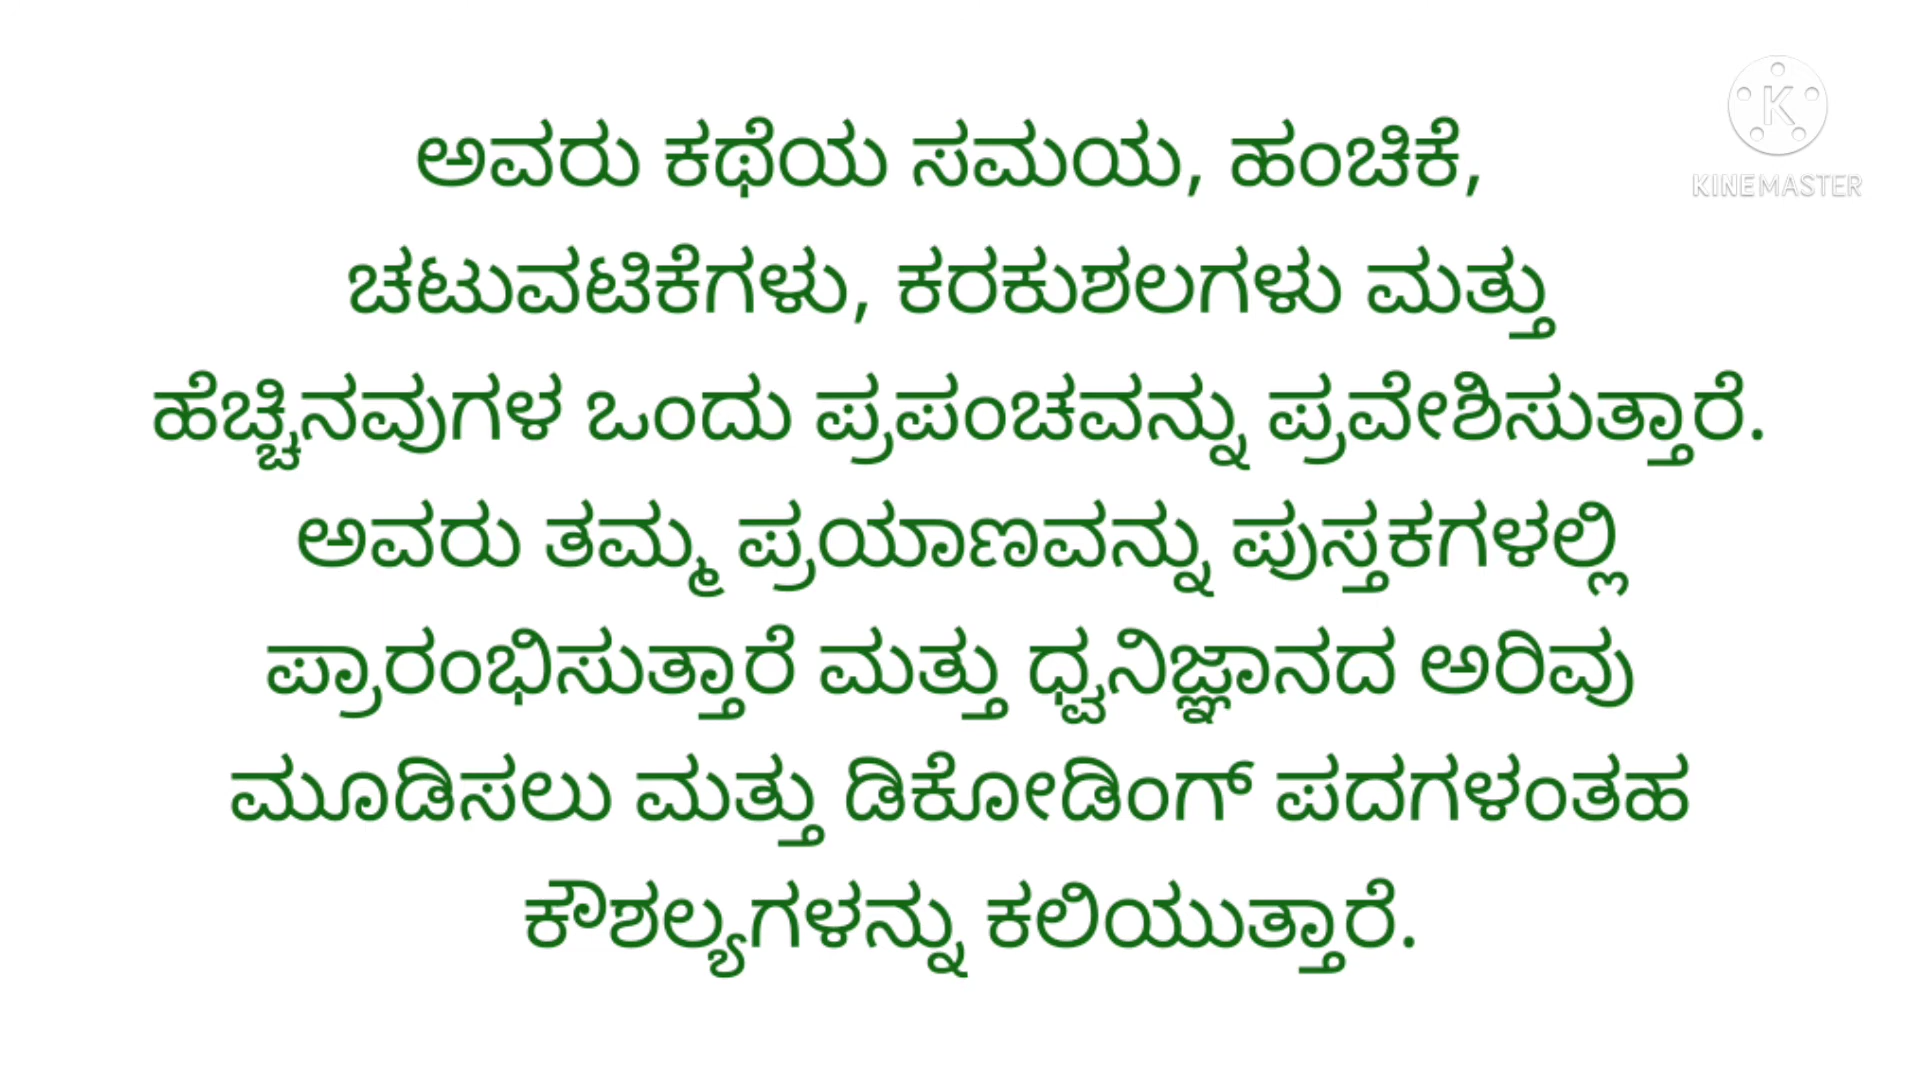 ಅವರು ಕಥೆಯ ಸಮಯ, ಹಂಚಿಕೆ,
ಚಟುವಟಿಕೆಗಳು, ಕರಕುಶಲಗಳು ಮತ್ತು
ಹೆಚ್ಚಿನವುಗಳ ಒಂದು ಪ್ರಪಂಚವನ್ನು ಪ್ರವೇಶಿಸುತ್ತಾರೆ.
ಅವರು ತಮ್ಮ ಪ್ರಯಾಣವನ್ನು ಪುಸ್ತಕಗಳಲ್ಲಿ
ಪ್ರಾರಂಭಿಸುತ್ತಾರೆ ಮತ್ತು ಧ್ವನಿಜ್ಞಾನದ ಅರಿವು
ಮೂಡಿಸಲು ಮತ್ತು ಡಿಕೋಡಿಂಗ್ ಪದಗಳಂತಹ
ಕೌಶಲ್ಯಗಳನ್ನು ಕಲಿಯುತ್ತಾರೆ.
K
KINEMASTER